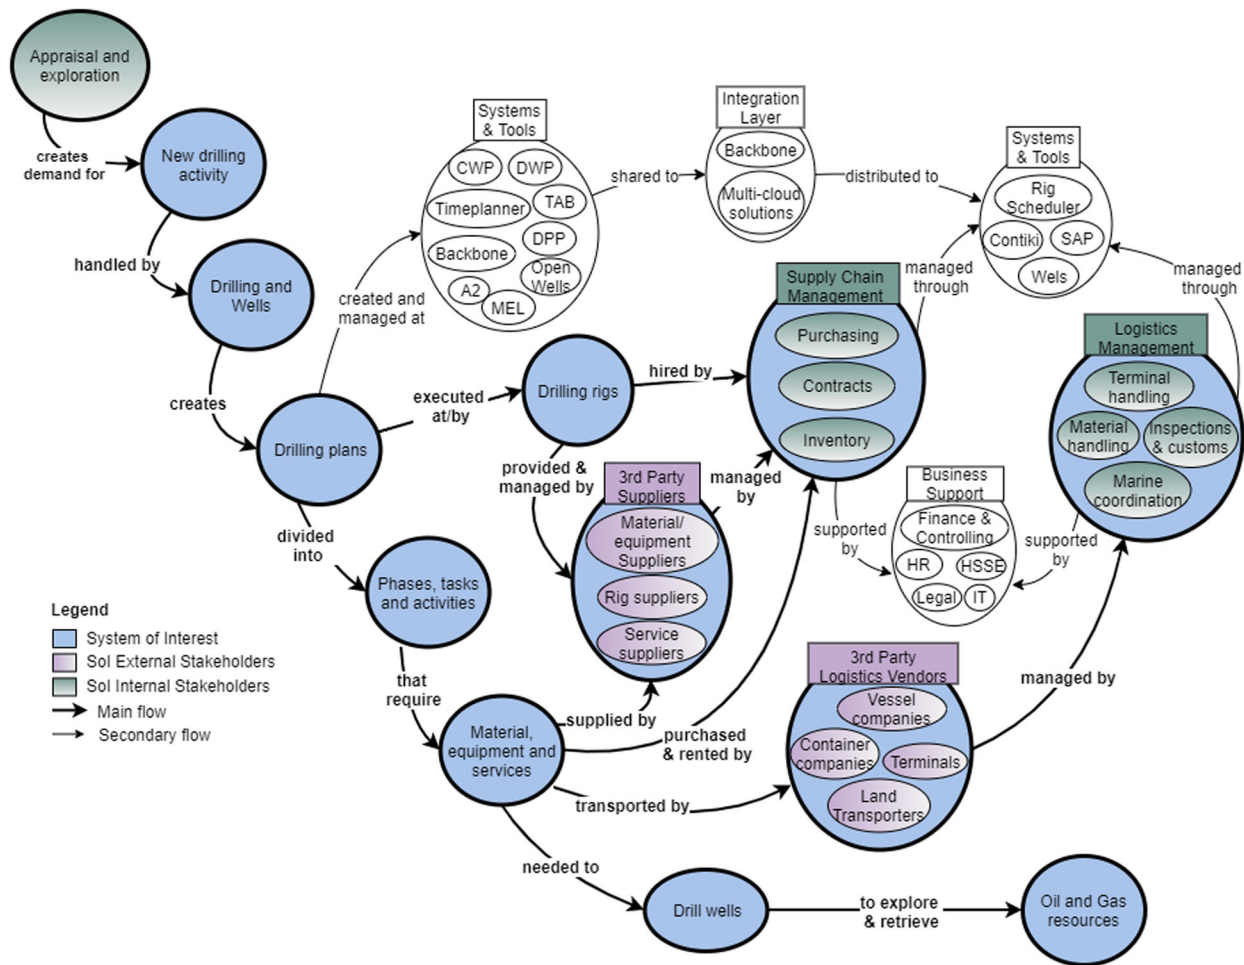 Appraisal and
exploration
creates
demand for
New drilling
activity
handled by
Drilling and
Wells
creates
Drilling plans
created and
managed at
Systems
& Tools
CWP
DWP
Timeplanner
TAB
Backbone
DPP
Open
Wells
A2
MEL
shared to
Integration
Layer
Backbone
Multi-cloud
solutions
distributed to
Systems
& Tools
Rig
Scheduler
Contiki
SAP
Wels
executed
at/by
Drilling rigs
hired by
Supply Chain
Management
Purchasing
Contracts
Inventory
managed
through
managed
through
Logistics
Management
Terminal
handling
Material
handling
Inspections
& customs
Marine
coordination
provided &
managed by
3rd Party
Suppliers
Material/
equipment
Suppliers
Rig suppliers
Service
suppliers
managed
by
supported
by
Business
Support
Finance &
Controlling
HR
HSSE
Legal
IT
supported
by
divided
into
Phases, tasks
and activities
that
require
Material,
equipment and
services
supplied by
purchased
& rented by
transported by
3rd Party
Logistics Vendors
Vessel
companies
Container
companies
Terminals
Land
Transporters
managed by
needed to
Drill wells
to explore
& retrieve
Oil and Gas
resources
Legend
System of Interest
SoI External Stakeholders
SoI Internal Stakeholders
Main flow
Secondary flow